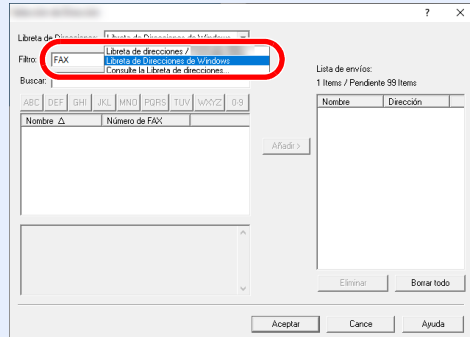 ? X
Libreta de Direcciones: Libreta de Direcciones de Windows
Libreta de direcciones /
Libreta de Direcciones de Windows
Consulte la Libreta de direcciones...
Filtro: FAX
Buscar:
ABC DEF GHI JKL MNO PQRS TUV WXYZ 0-9
Nombre Número de FAX
Añadir >
Lista de envíos:
1 Items / Pendiente 99 Items
Nombre Dirección
Eliminar Borrar todo
Aceptar Cance Ayuda